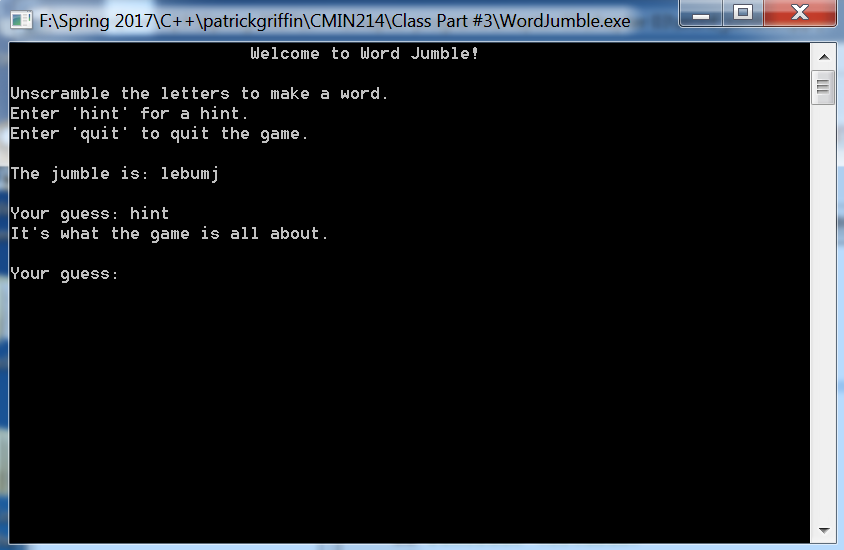 F:\Spring 2017\C++\patrickgriffin\CMIN214\Class Part #3\WordJumble.exe
Welcome to Word Jumble!
Unscramble the letters to make a word.
Enter 'hint' for a hint.
Enter 'quit' to quit the game.
The jumble is: lebumj
Your guess: hint
It's what the game is all about.
Your guess: